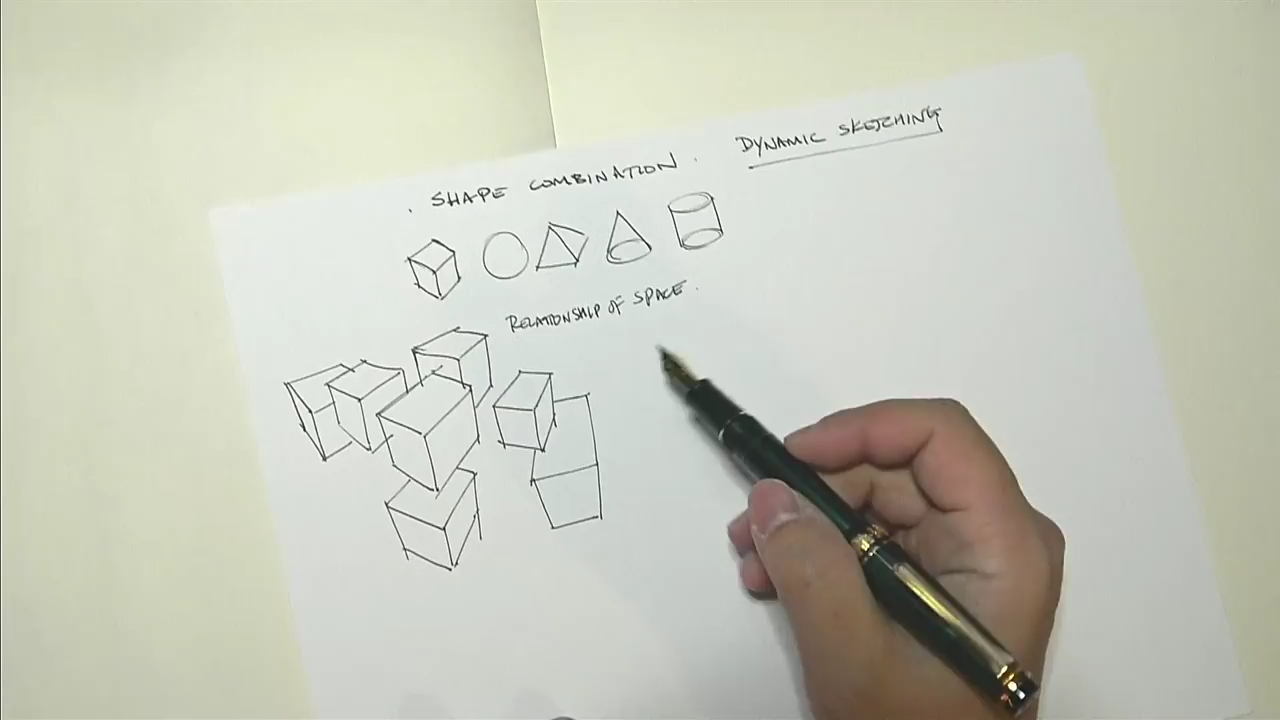 DYNAMIC SKETCHING
. SHAPE COMBINATION .
RELATIONSHIP OF SPACE .